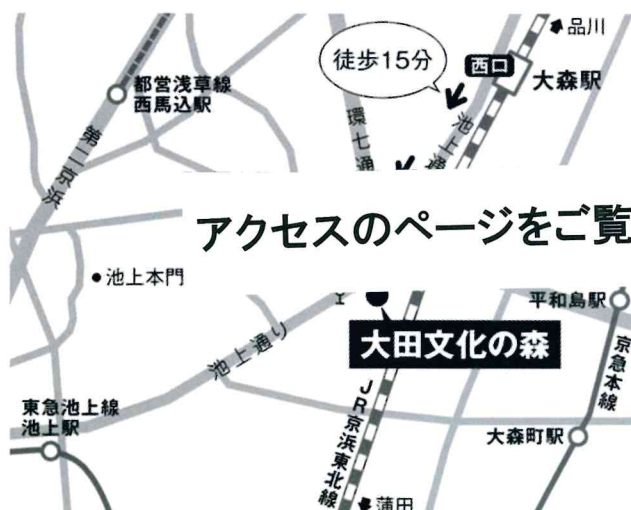 品川
徒歩15分
西口
大森駅
都営浅草線
西馬込駅
第二京浜
環七通
池上通
アクセスのページをご覧
池上本門
平和島駅
大田文化の森
池上通り
京急本線
東急池上線
池上駅
JR京浜東北線
大森町駅
蒲田